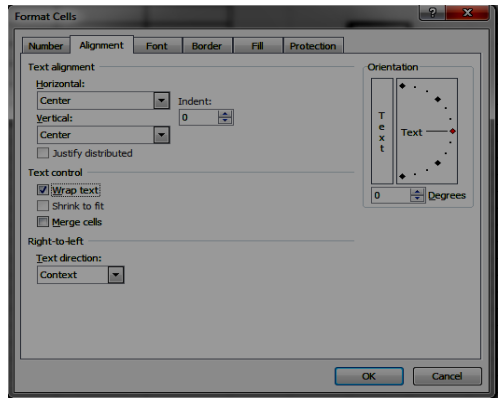 Format Cells
Number Alignment Font Border Fill Protection
Text alignment
Horizontal:
Center
Indent:
0
Vertical:
Center
Justify distributed
Text control
Wrap text
Shrink to fit
Merge cells
Right-to-left
Text direction:
Context
Orientation
Text
Text
0 Degrees
OK Cancel